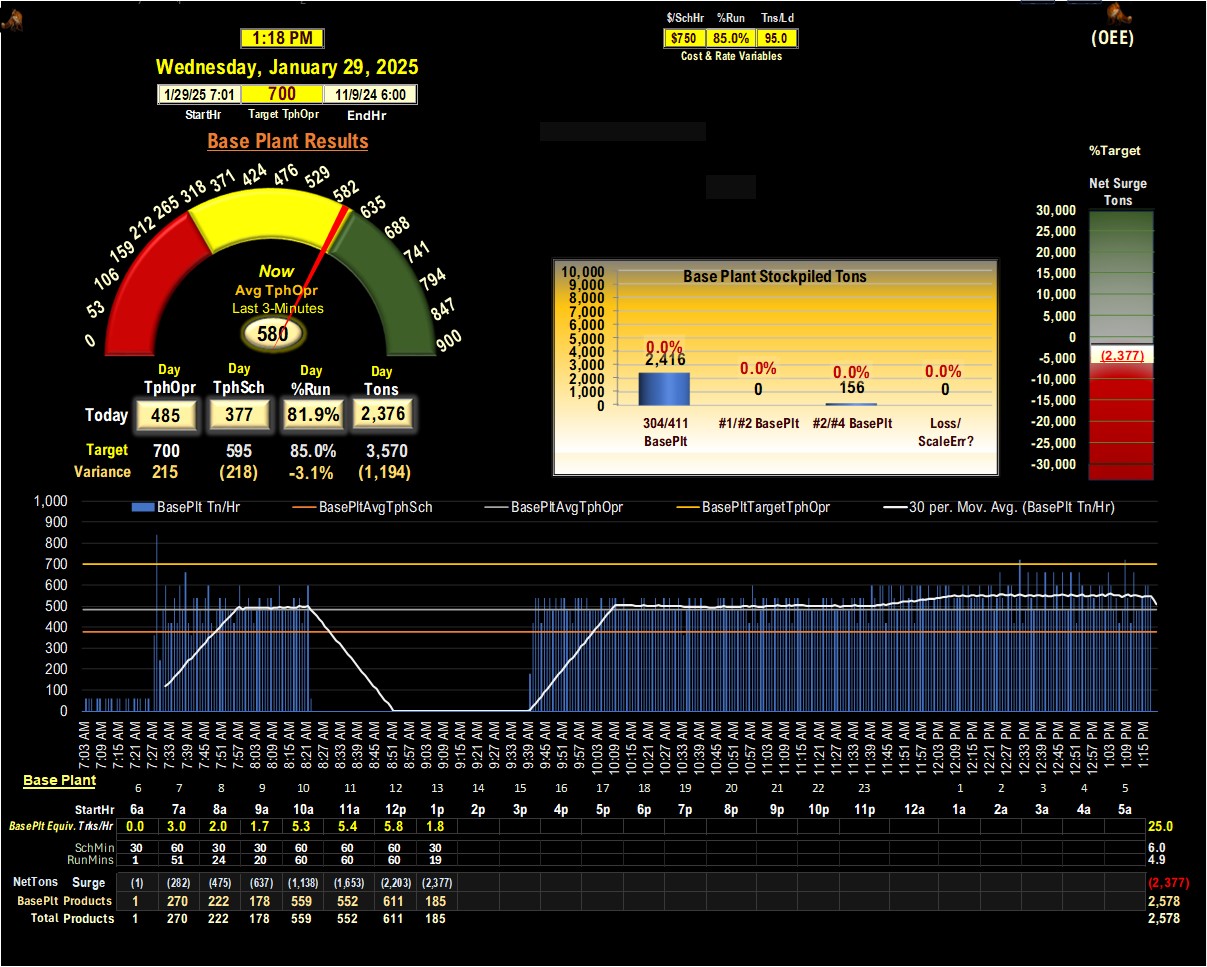 $/SchHr %Run Tns/Ld
1:18 PM
$750 85.0% 95.0
(OEE)
Cost & Rate Variables
Wednesday, January 29, 2025
1/29/25 7:01 700 11/9/24 6:00
StartHr Target TphOpr EndHr
Base Plant Results
%Target
Net Surge
Tons
0 53 106 159 212 265 318 371 424 476 529 582 635 688 741 794 847 900
Now
Avg TphOpr
Last 3-Minutes
580
Day Day Day Day
TphOpr TphSch %Run Tons
Today 485 377 81.9% 2,376
Target 700 595 85.0% 3,570
Variance 215 (218) -3.1% (1,194)
Base Plant Stockpiled Tons
10,000
9,000
8,000
7,000
6,000
5,000
4,000
3,000
2,000
1,000
0
0.0% 0.0% 0.0% 0.0%
2,416 0 156 0
304/411 #1/#2 BasePlt #2/#4 BasePlt Loss/
BasePlt ScaleErr?
30,000
25,000
20,000
15,000
10,000
5,000
0
-5,000
(2,377)
-10,000
-15,000
-20,000
-25,000
-30,000
BasePlt Tn/Hr BasePltAvgTphSch BasePltAvgTphOpr BasePltTargetTphOpr 30 per. Mov. Avg. (BasePlt Tn/Hr)
1,000
900
800
700
600
500
400
300
200
100
0
7:03 AM 7:09 AM 7:15 AM 7:21 AM 7:27 AM 7:33 AM 7:39 AM 7:45 AM 7:51 AM 7:57 AM 8:03 AM 8:09 AM 8:15 AM 8:21 AM 8:27 AM 8:33 AM 8:39 AM 8:45 AM 8:51 AM 8:57 AM 9:03 AM 9:09 AM 9:15 AM 9:21 AM 9:27 AM 9:33 AM 9:39 AM 9:45 AM 9:51 AM 9:57 AM 10:03 AM 10:09 AM 10:15 AM 10:21 AM 10:27 AM 10:33 AM 10:39 AM 10:45 AM 10:51 AM 10:57 AM 11:03 AM 11:09 AM 11:15 AM 11:21 AM 11:27 AM 11:33 AM 11:39 AM 11:45 AM 11:51 AM 11:57 AM 12:03 PM 12:09 PM 12:15 PM 12:21 PM 12:27 PM 12:33 PM 12:39 PM 12:45 PM 12:51 PM 12:57 PM 1:03 PM 1:09 PM 1:15 PM
Base Plant
6 7 8 9 10 11 12 13 14 15 16 17 18 19 20 21 22 23 1 2 3 4 5
StartHr 6a 7a 8a 9a 10a 11a 12p 1p 2p 3p 4p 5p 6p 7p 8p 9p 10p 11p 12a 1a 2a 3a 4a 5a
BasePlt Equiv. Trks/Hr 0.0 3.0 2.0 1.7 5.3 5.4 5.8 1.8 25.0
SchMin 30 60 30 30 60 60 60 30 6.0
RunMins 1 51 24 20 60 60 60 19 4.9
NetTons Surge (1) (282) (475) (637) (1,138) (1,653) (2,203) (2,377) (2,377)
BasePlt Products 1 270 222 178 559 552 611 185 2,578
Total Products 1 270 222 178 559 552 611 185 2,578